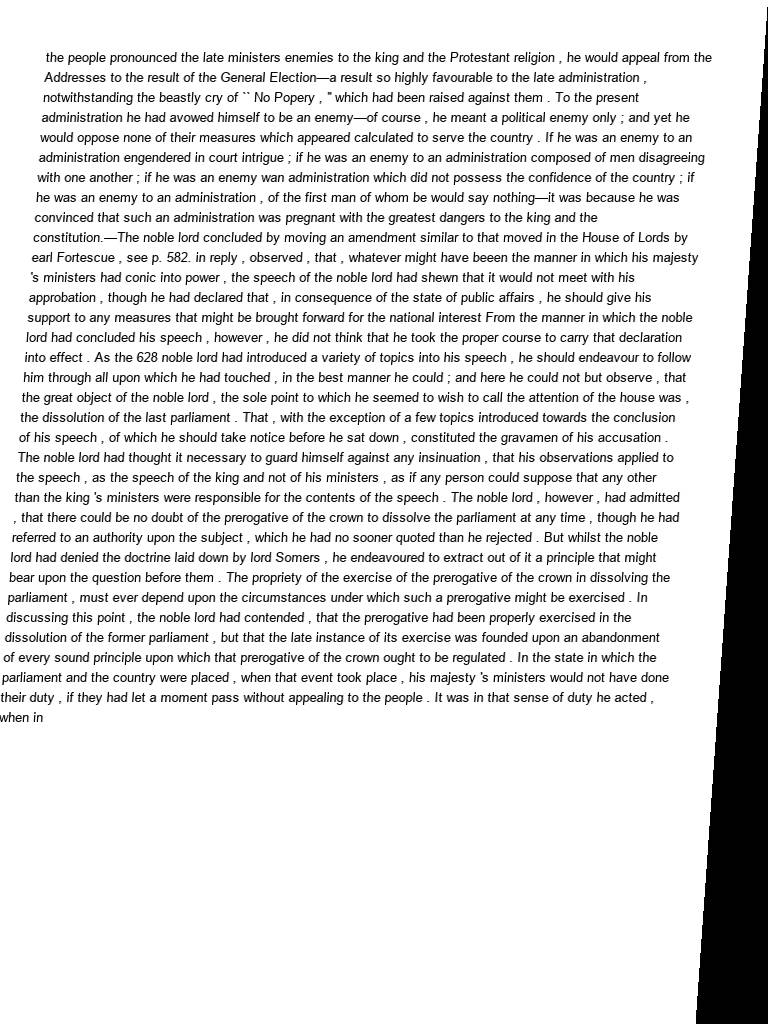 the people pronounced the late ministers enemies to the king and the Protestant religion , he would appeal from the
Addresses to the result of the General Election—a result so highly favourable to the late administration ,
notwithstanding the beastly cry of `` No Popery , " which had been raised against them . To the present
administration he had avowed himself to be an enemy—of course , he meant a political enemy only ; and yet he
would oppose none of their measures which appeared calculated to serve the country . If he was an enemy to an
administration engendered in court intrigue ; if he was an enemy to an administration composed of men disagreeing
with one another ; if he was an enemy wan administration which did not possess the confidence of the country ; if
he was an enemy to an administration , of the first man of whom be would say nothing—it was because he was
convinced that such an administration was pregnant with the greatest dangers to the king and the
constitution.—The noble lord concluded by moving an amendment similar to that moved in the House of Lords by
earl Fortescue , see p. 582. in reply , observed , that , whatever might have beeen the manner in which his majesty
's ministers had conic into power , the speech of the noble lord had shewn that it would not meet with his
approbation , though he had declared that , in consequence of the state of public affairs , he should give his
support to any measures that might be brought forward for the national interest From the manner in which the noble
lord had concluded his speech , however , he did not think that he took the proper course to carry that declaration
into effect . As the 628 noble lord had introduced a variety of topics into his speech , he should endeavour to follow
him through all upon which he had touched , in the best manner he could ; and here he could not but observe , that
the great object of the noble lord , the sole point to which he seemed to wish to call the attention of the house was ,
the dissolution of the last parliament . That , with the exception of a few topics introduced towards the conclusion
of his speech , of which he should take notice before he sat down , constituted the gravamen of his accusation .
The noble lord had thought it necessary to guard himself against any insinuation , that his observations applied to
the speech , as the speech of the king and not of his ministers , as if any person could suppose that any other
than the king 's ministers were responsible for the contents of the speech . The noble lord , however , had admitted
, that there could be no doubt of the prerogative of the crown to dissolve the parliament at any time , though he had
referred to an authority upon the subject , which he had no sooner quoted than he rejected . But whilst the noble
lord had denied the doctrine laid down by lord Somers , he endeavoured to extract out of it a principle that might
bear upon the question before them . The propriety of the exercise of the prerogative of the crown in dissolving the
parliament , must ever depend upon the circumstances under which such a prerogative might be exercised . In
discussing this point , the noble lord had contended , that the prerogative had been properly exercised in the
dissolution of the former parliament , but that the late instance of its exercise was founded upon an abandonment
of every sound principle upon which that prerogative of the crown ought to be regulated . In the state in which the
parliament and the country were placed , when that event took place , his majesty 's ministers would not have done
their duty , if they had let a moment pass without appealing to the people . It was in that sense of duty he acted ,
when in